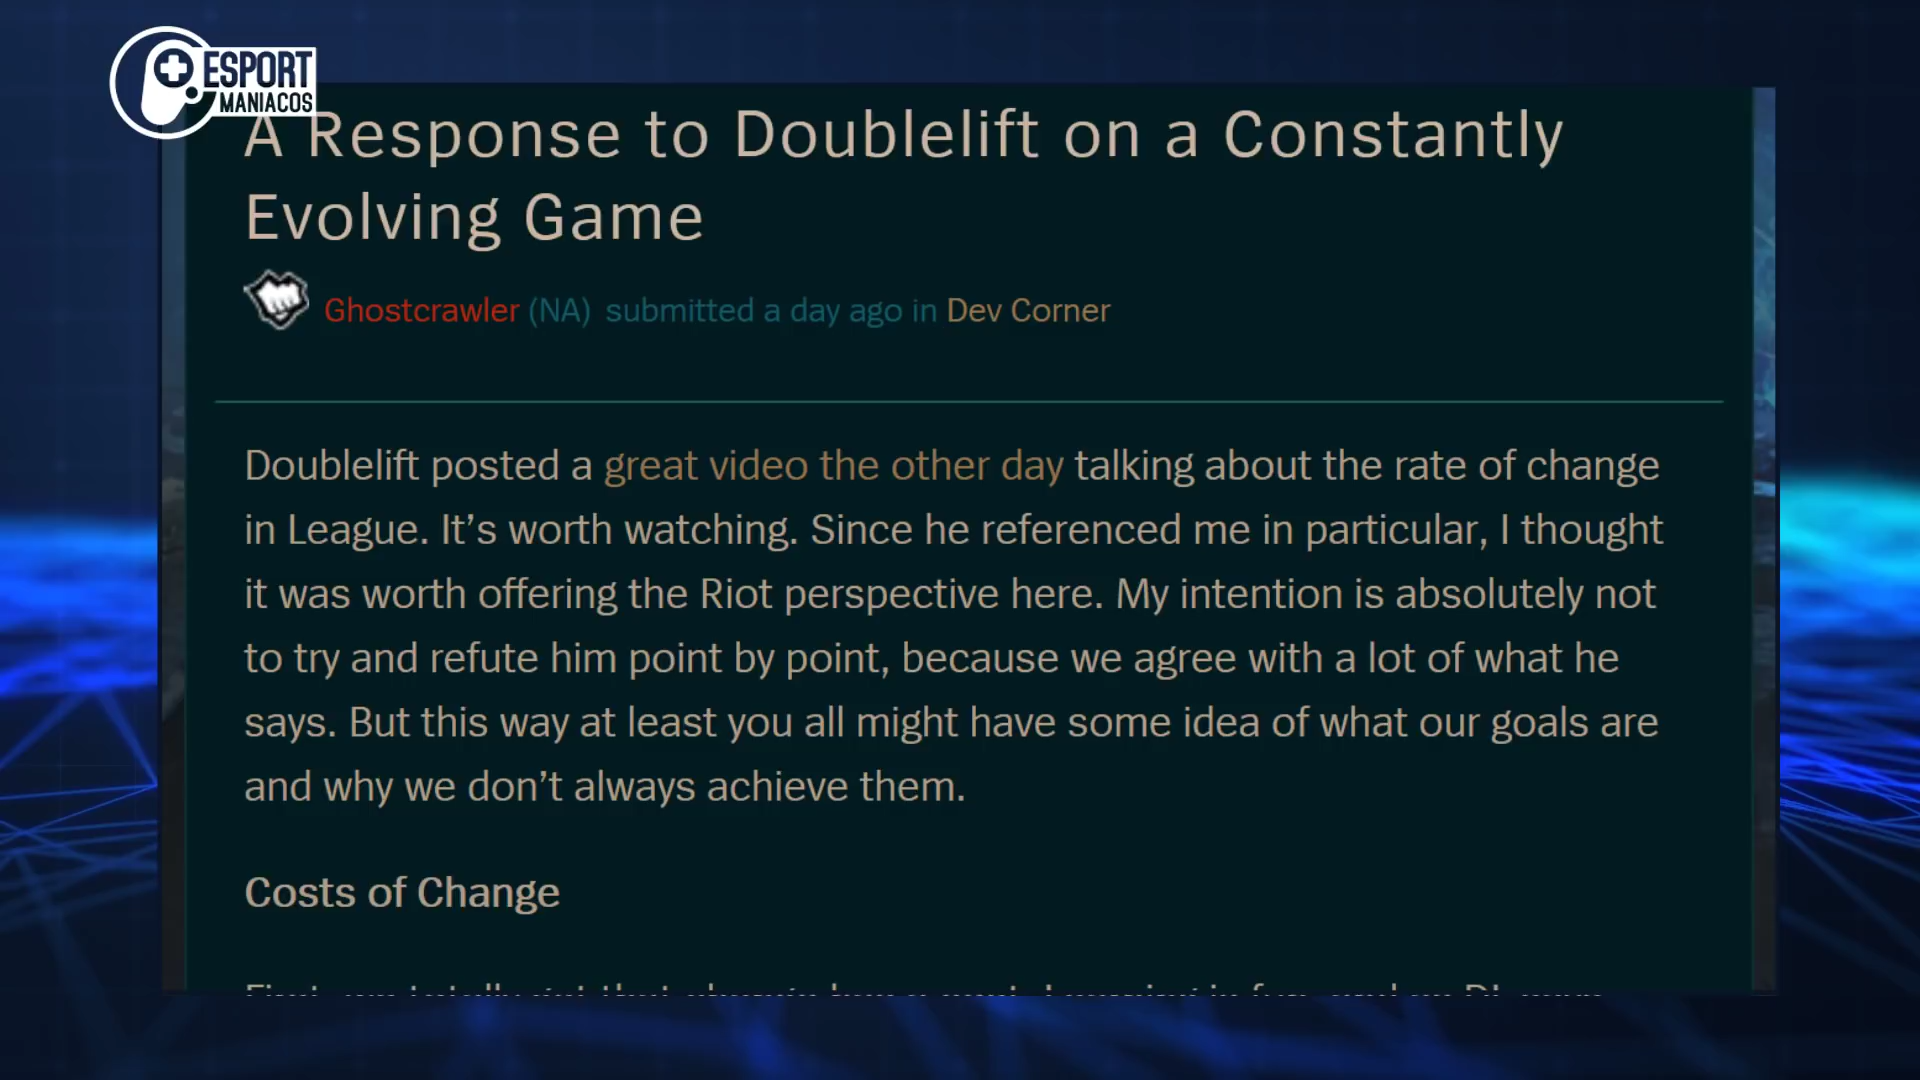 ESPORT
MANIACOS
A Response to Doublelift on a Constantly
Evolving Game
Ghostcrawler (NA) submitted a day ago in Dev Corner
Doublelift posted a great video the other day talking about the rate of change
in League. It’s worth watching. Since he referenced me in particular, I thought
it was worth offering the Riot perspective here. My intention is absolutely not
to try and refute him point by point, because we agree with a lot of what he
says. But this way at least you all might have some idea of what our goals are
and why we don’t always achieve them.
Costs of Change